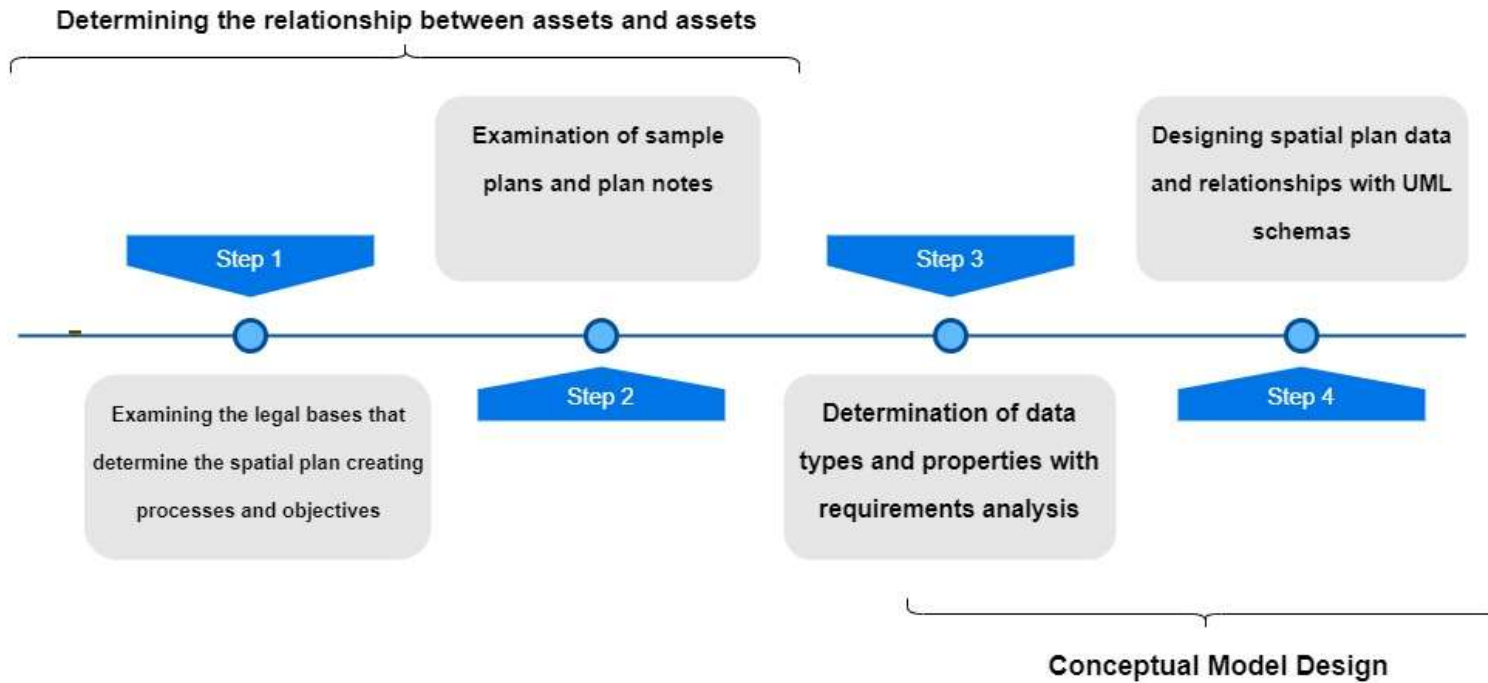 Determining the relationship between assets and assets
Step 1
Examining the legal bases that
determine the spatial plan creating
processes and objectives
Examination of sample
plans and plan notes
Step 2
Step 3
Determination of data
types and properties with
requirements analysis
Designing spatial plan data
and relationships with UML
schemas
Step 4
Conceptual Model Design